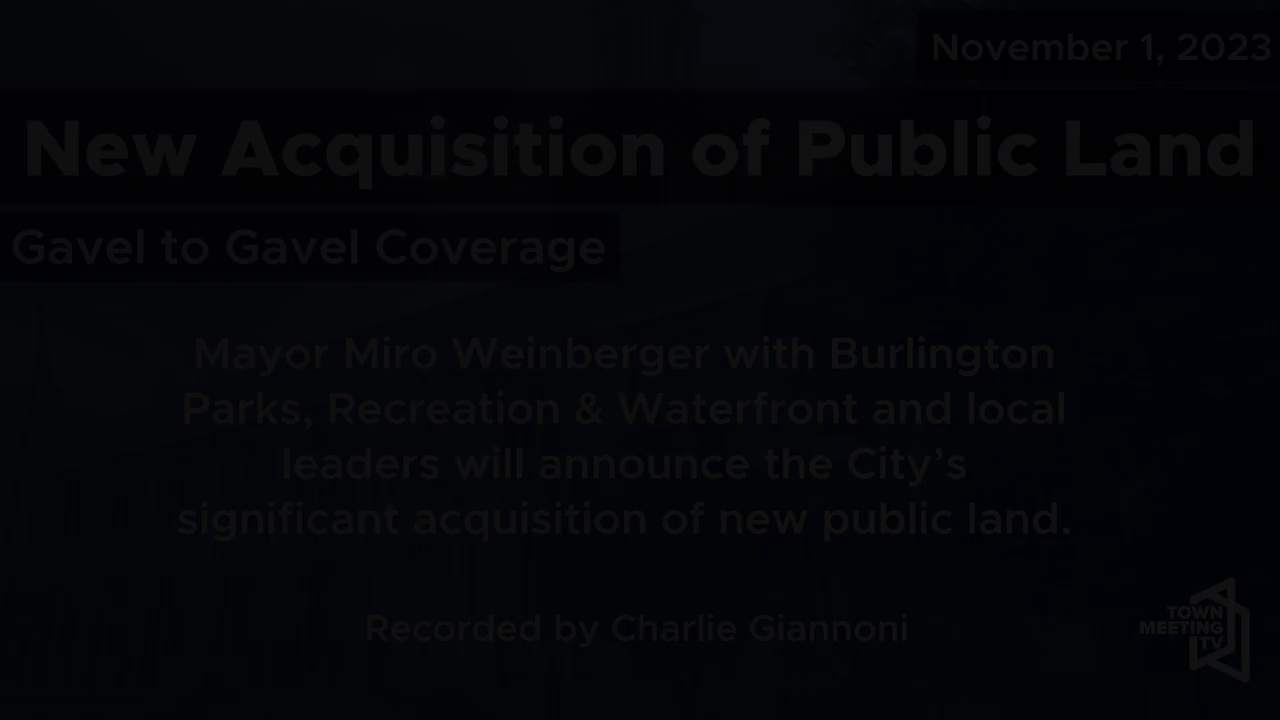 November 1, 2023
New Acquisition of Public Land
Gavel to Gavel Coverage
Mayor Miro Weinberger with Burlington
Parks, Recreation & Waterfront and local
leaders will announce the City’s
significant acquisition of new public land.
Recorded by Charlie Giannoni
TOWN
MEETING
TV